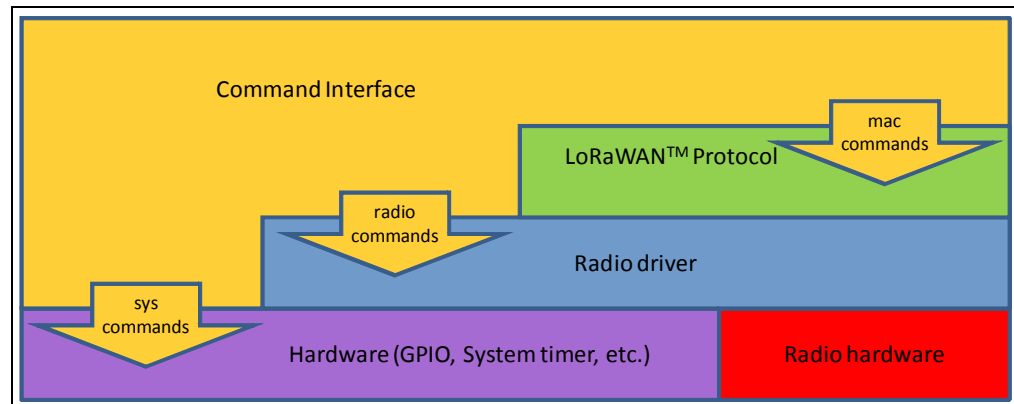 Command Interface
mac
commands
LoRaWAN™ Protocol
radio
commands
Radio driver
sys
commands
Hardware (GPIO, System timer, etc.)
Radio hardware